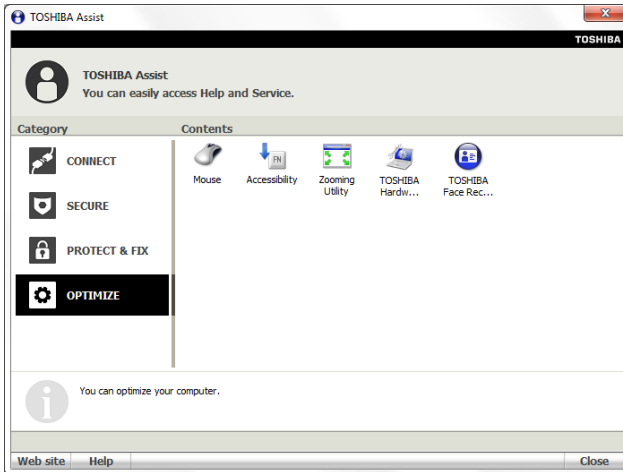 TOSHIBA Assist
TOSHIBA
TOSHIBA Assist
You can easily access Help and Service.
Category
Contents
CONNECT
SECURE
PROTECT & FIX
OPTIMIZE
Mouse
FN
Accessibility
Zooming
Utility
TOSHIBA
Hardw...
TOSHIBA
Face Rec...
You can optimize your computer.
Web site
Help
Close